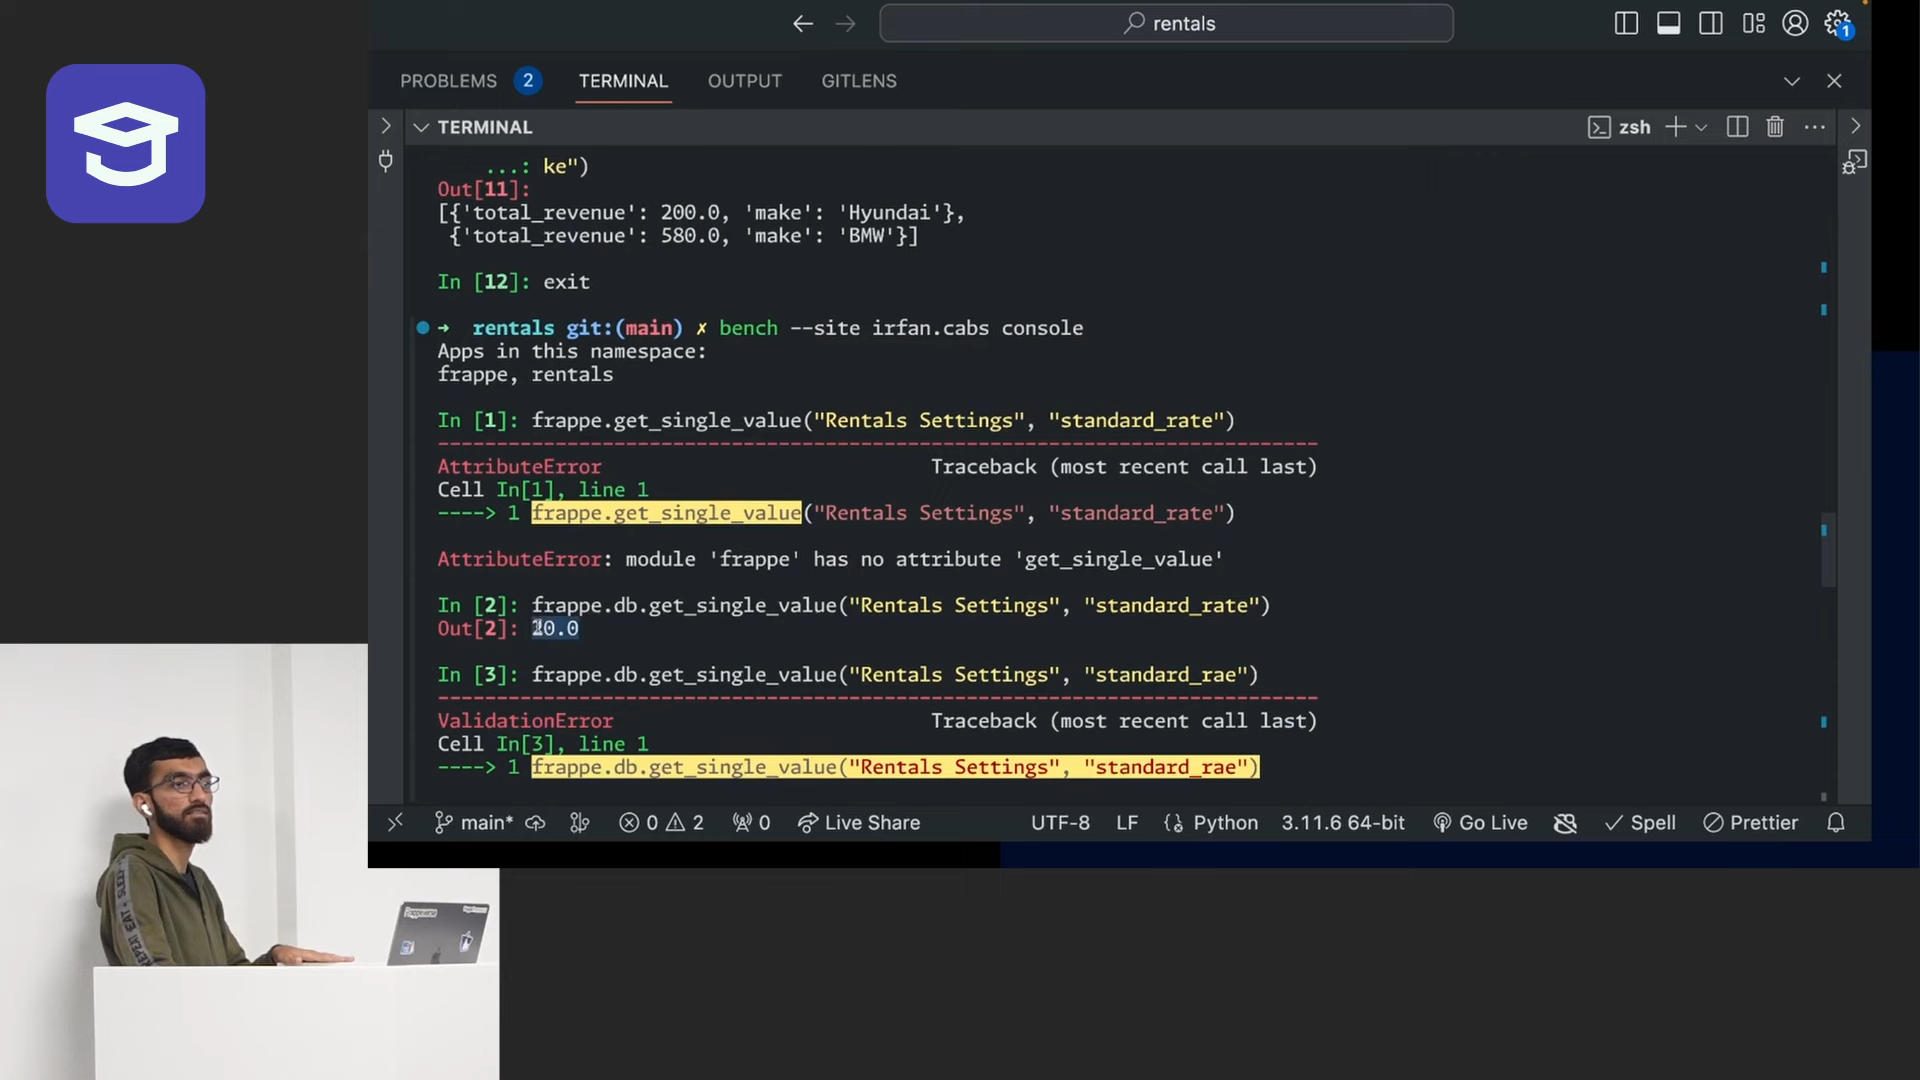 rentals
1
PROBLEMS 2 TERMINAL OUTPUT GITLENS
TERMINAL
zsh
...: ke")
Out[11]:
[{'total_revenue': 200.0, 'make': 'Hyundai'},
{'total_revenue': 580.0, 'make': 'BMW'}]
In [12]: exit
➜ rentals git:(main) ✗ bench --site irfan.cabs console
Apps in this namespace:
frappe, rentals
In [1]: frappe.get_single_value("Rentals Settings", "standard_rate")
---------------------------------------------------------------------------
AttributeError Traceback (most recent call last)
Cell In[1], line 1
----> 1 frappe.get_single_value("Rentals Settings", "standard_rate")
AttributeError: module 'frappe' has no attribute 'get_single_value'
In [2]: frappe.db.get_single_value("Rentals Settings", "standard_rate")
Out[2]: 20.0
In [3]: frappe.db.get_single_value("Rentals Settings", "standard_rae")
---------------------------------------------------------------------------
ValidationError Traceback (most recent call last)
Cell In[3], line 1
----> 1 frappe.db.get_single_value("Rentals Settings", "standard_rae")
main* 0 2 0 Live Share UTF-8 LF Python 3.11.6 64-bit Go Live Spell Prettier